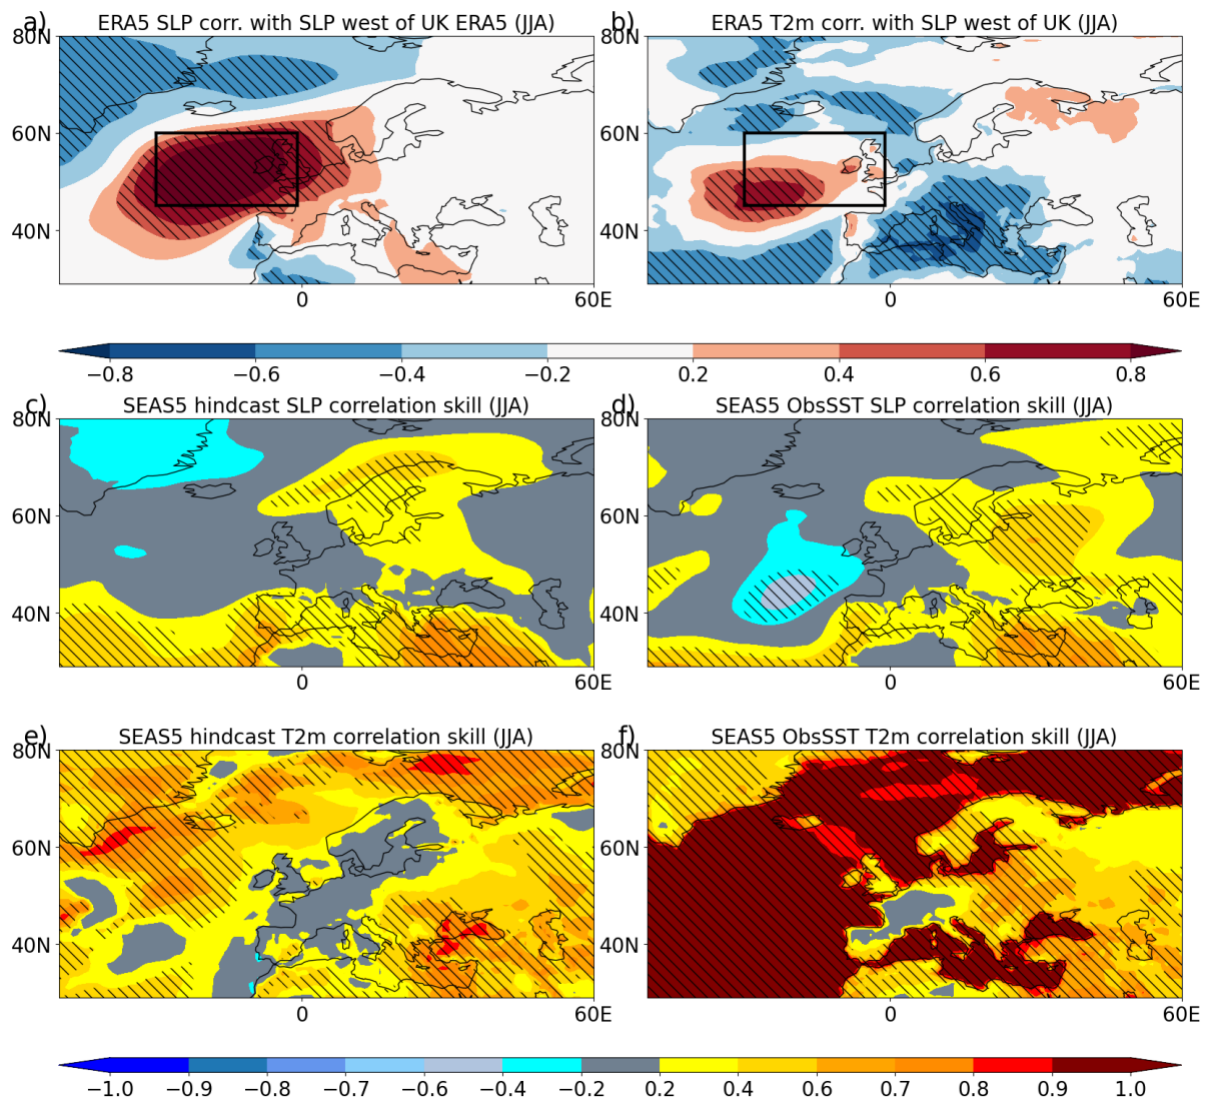 a) ERA5 SLP corr. with SLP west of UK ERA5 (JJA)
b) ERA5 T2m corr. with SLP west of UK (JJA)
80N
60N
40N
0
60E
80N
60N
40N
0
60E
−0.8 −0.6 −0.4 −0.2 0.2 0.4 0.6 0.8
c) SEAS5 hindcast SLP correlation skill (JJA)
d) SEAS5 ObsSST SLP correlation skill (JJA)
80N
60N
40N
0
60E
80N
60N
40N
0
60E
e) SEAS5 hindcast T2m correlation skill (JJA)
f) SEAS5 ObsSST T2m correlation skill (JJA)
80N
60N
40N
0
60E
80N
60N
40N
0
60E
−1.0 −0.9 −0.8 −0.7 −0.6 −0.4 −0.2 0.2 0.4 0.6 0.7 0.8 0.9 1.0